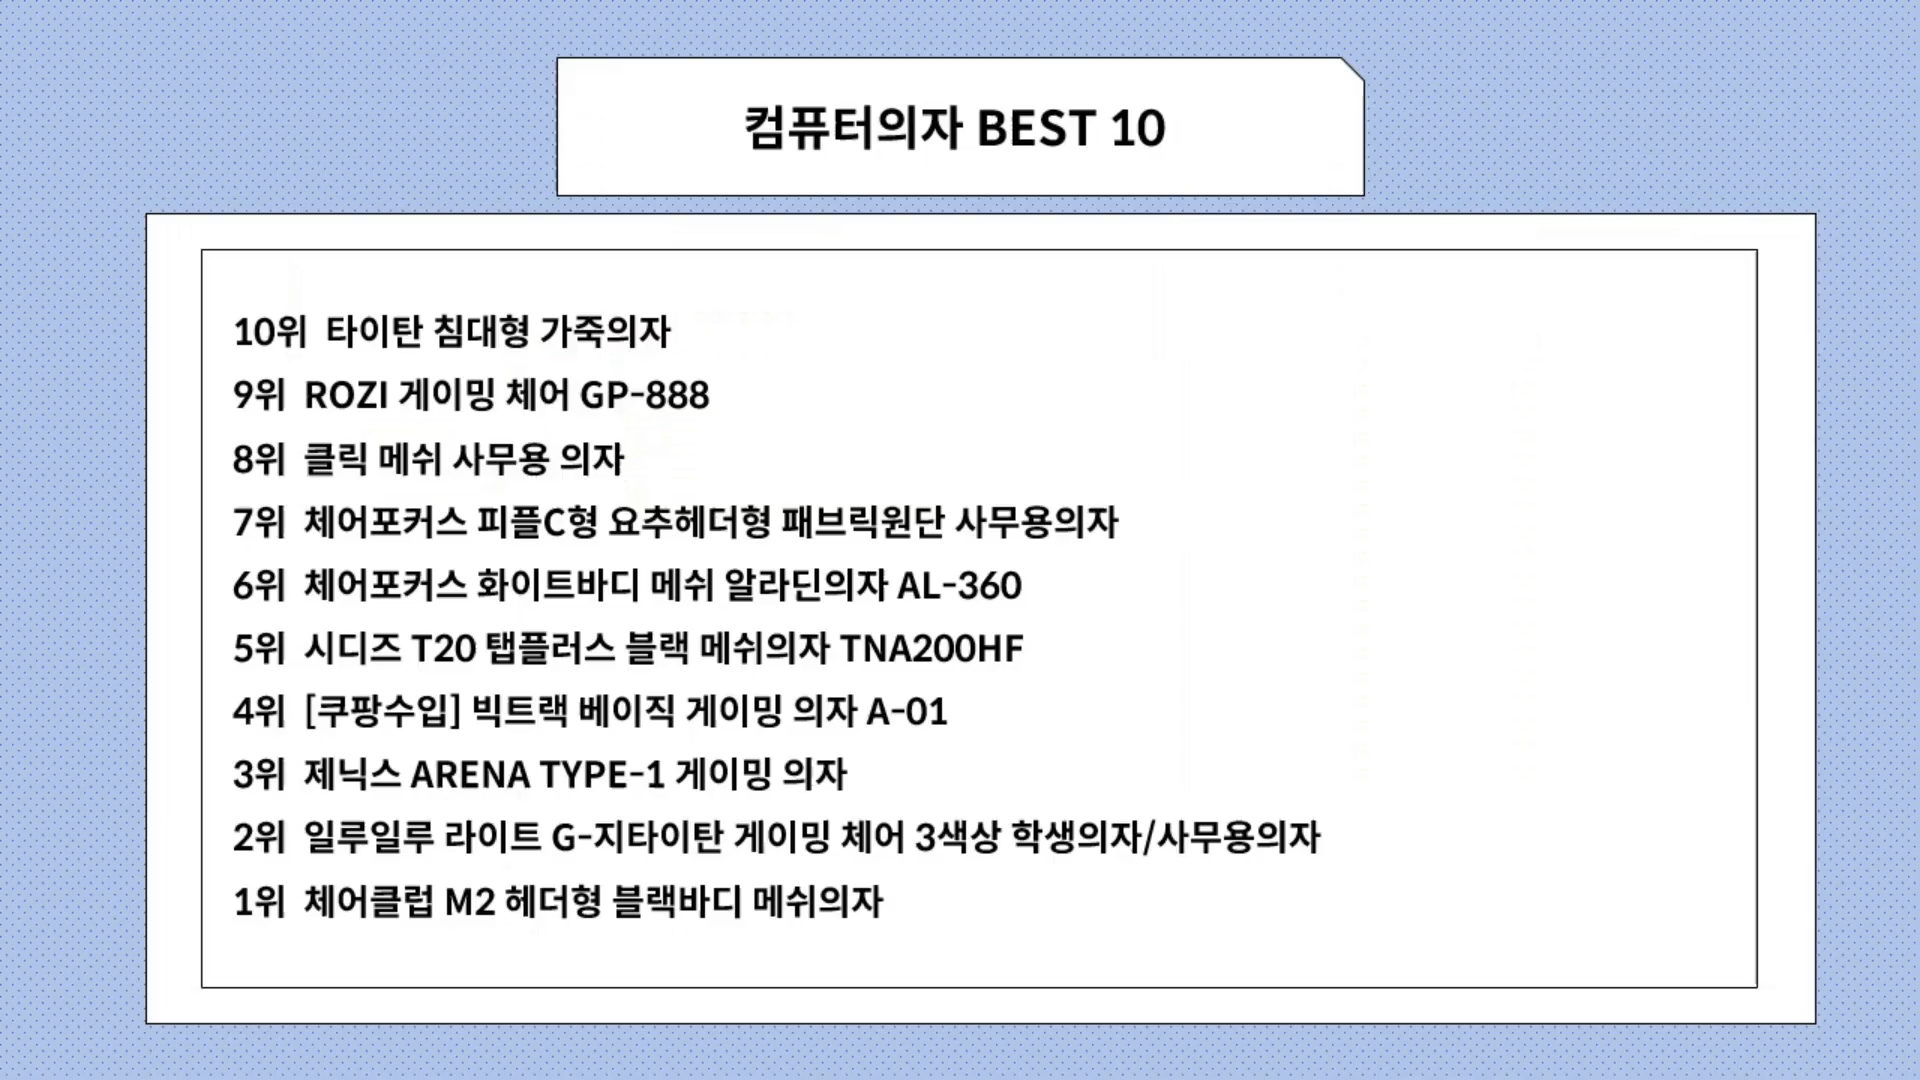 컴퓨터의자 BEST 10
10위 타이탄 침대형 가죽의자
9위 ROZI 게이밍 체어 GP-888
8위 클릭 메쉬 사무용 의자
7위 체어포커스 피플C형 요추헤더형 패브릭원단 사무용의자
6위 체어포커스 화이트바디 메쉬 알라딘의자 AL-360
5위 시디즈 T20 탭플러스 블랙 메쉬의자 TNA200HF
4위 [쿠팡수입] 빅트랙 베이직 게이밍 의자 A-01
3위 제닉스 ARENA TYPE-1 게이밍 의자
2위 일루일루 라이트 G-지타이탄 게이밍 체어 3색상 학생의자/사무용의자
1위 체어클럽 M2 헤더형 블랙바디 메쉬의자